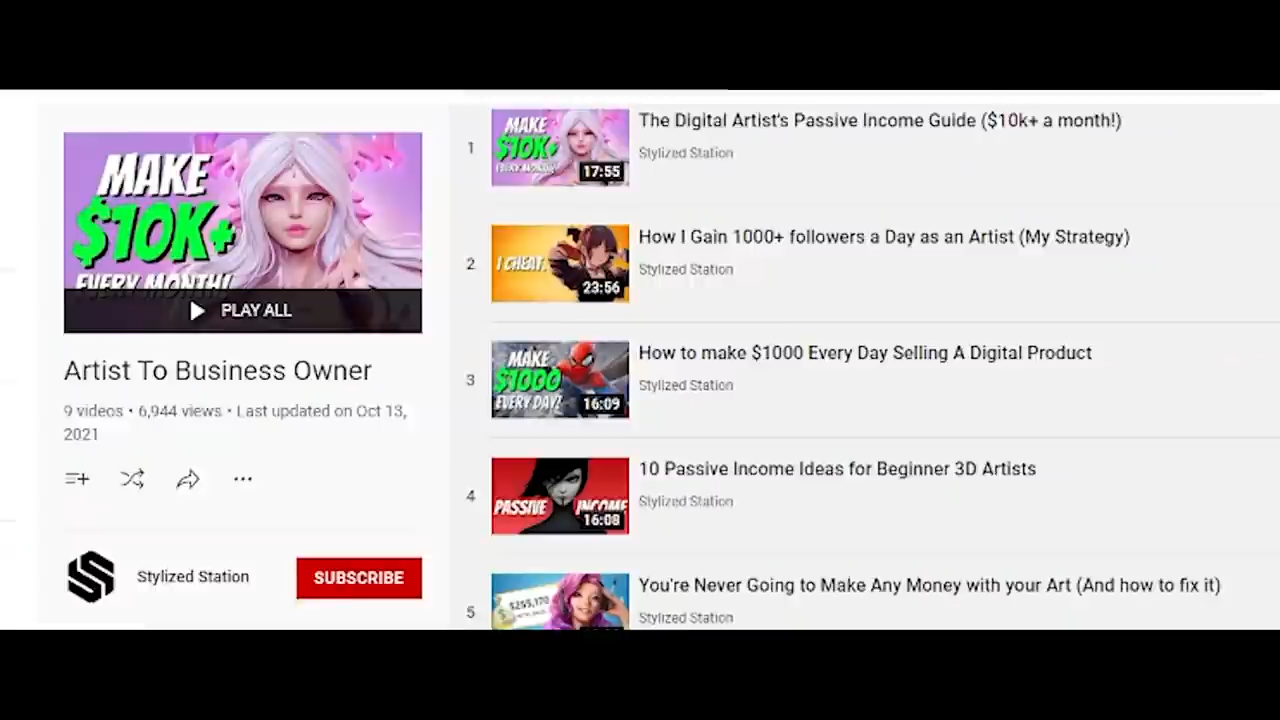 MAKE
$10K+
EVERY MONTH!
PLAY ALL
Artist To Business Owner
9 videos • 6,944 views • Last updated on Oct 13,
2021
Stylized Station
SUBSCRIBE
1
MAKE
$10K+
EVERY MONTH!
17:55
The Digital Artist's Passive Income Guide ($10k+ a month!)
Stylized Station
2
I CHEAT.
23:56
How I Gain 1000+ followers a Day as an Artist (My Strategy)
Stylized Station
3
MAKE
$1000
EVERY DAY?
16:09
How to make $1000 Every Day Selling A Digital Product
Stylized Station
4
PASSIVE INCOME
16:08
10 Passive Income Ideas for Beginner 3D Artists
Stylized Station
5
You're Never Going to Make Any Money with your Art (And how to fix it)
Stylized Station